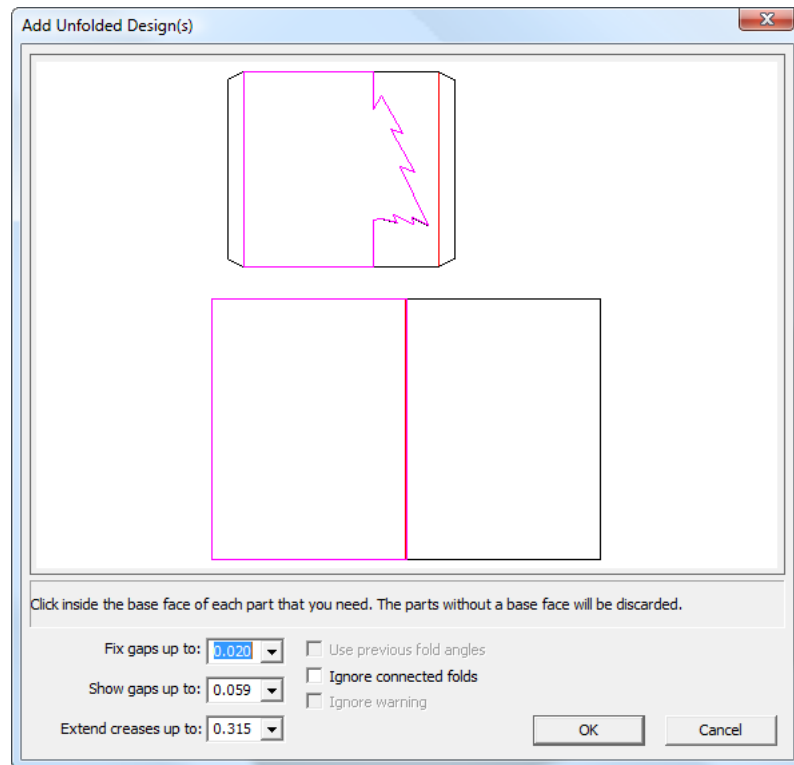 Add Unfolded Design(s)
Click inside the base face of each part that you need. The parts without a base face will be discarded.
Fix gaps up to: 0.020 Use previous fold angles
Show gaps up to: 0.059 Ignore connected folds
Ignore warning
Extend creases up to: 0.315 OK Cancel